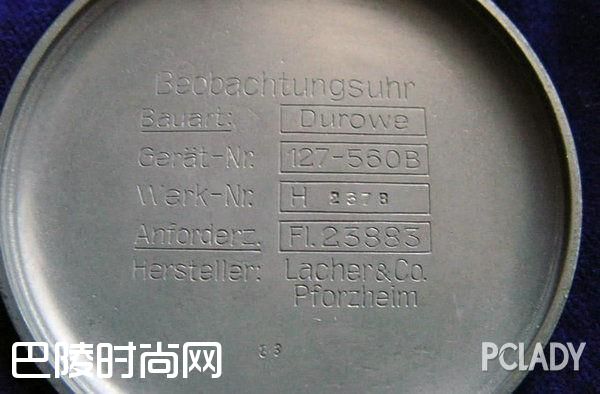 Beobachtungsuhr
Bauart: Durowe
Gerät-Nr. 127-560B
Werk-Nr. H 2378
Anforderz. Fl.23883
Hersteller: Lacher&Co.
Pforzheim
巴陵时尚网
PCLADY